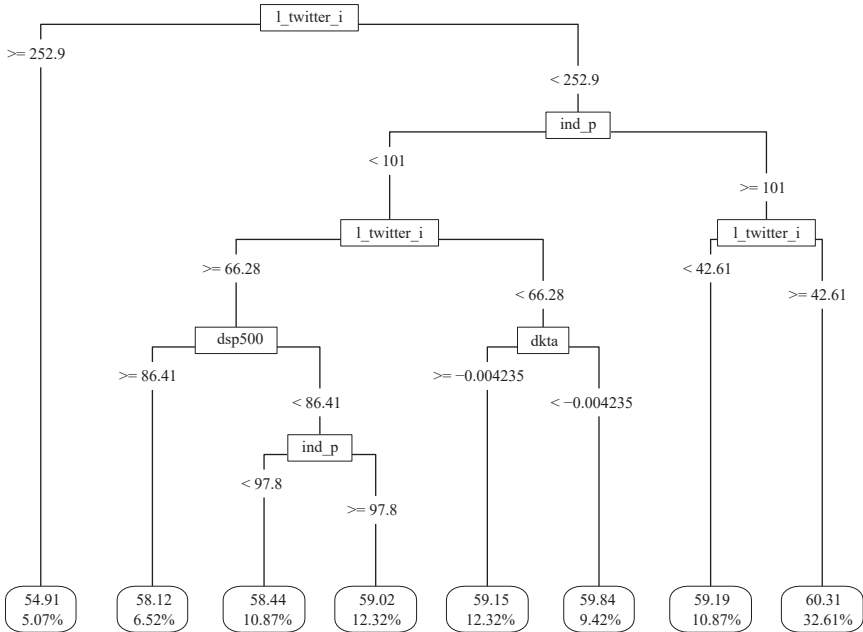 l_twitter_i
>= 252.9
< 252.9
ind_p
< 101
>= 101
l_twitter_i
l_twitter_i
>= 66.28
< 42.61
< 66.28
>= 42.61
dsp500
dkta
>= 86.41
>= −0.004235
< 86.41
< −0.004235
ind_p
< 97.8
>= 97.8
54.91 58.12 58.44 59.02 59.15 59.84 59.19 60.31
5.07% 6.52% 10.87% 12.32% 12.32% 9.42% 10.87% 32.61%